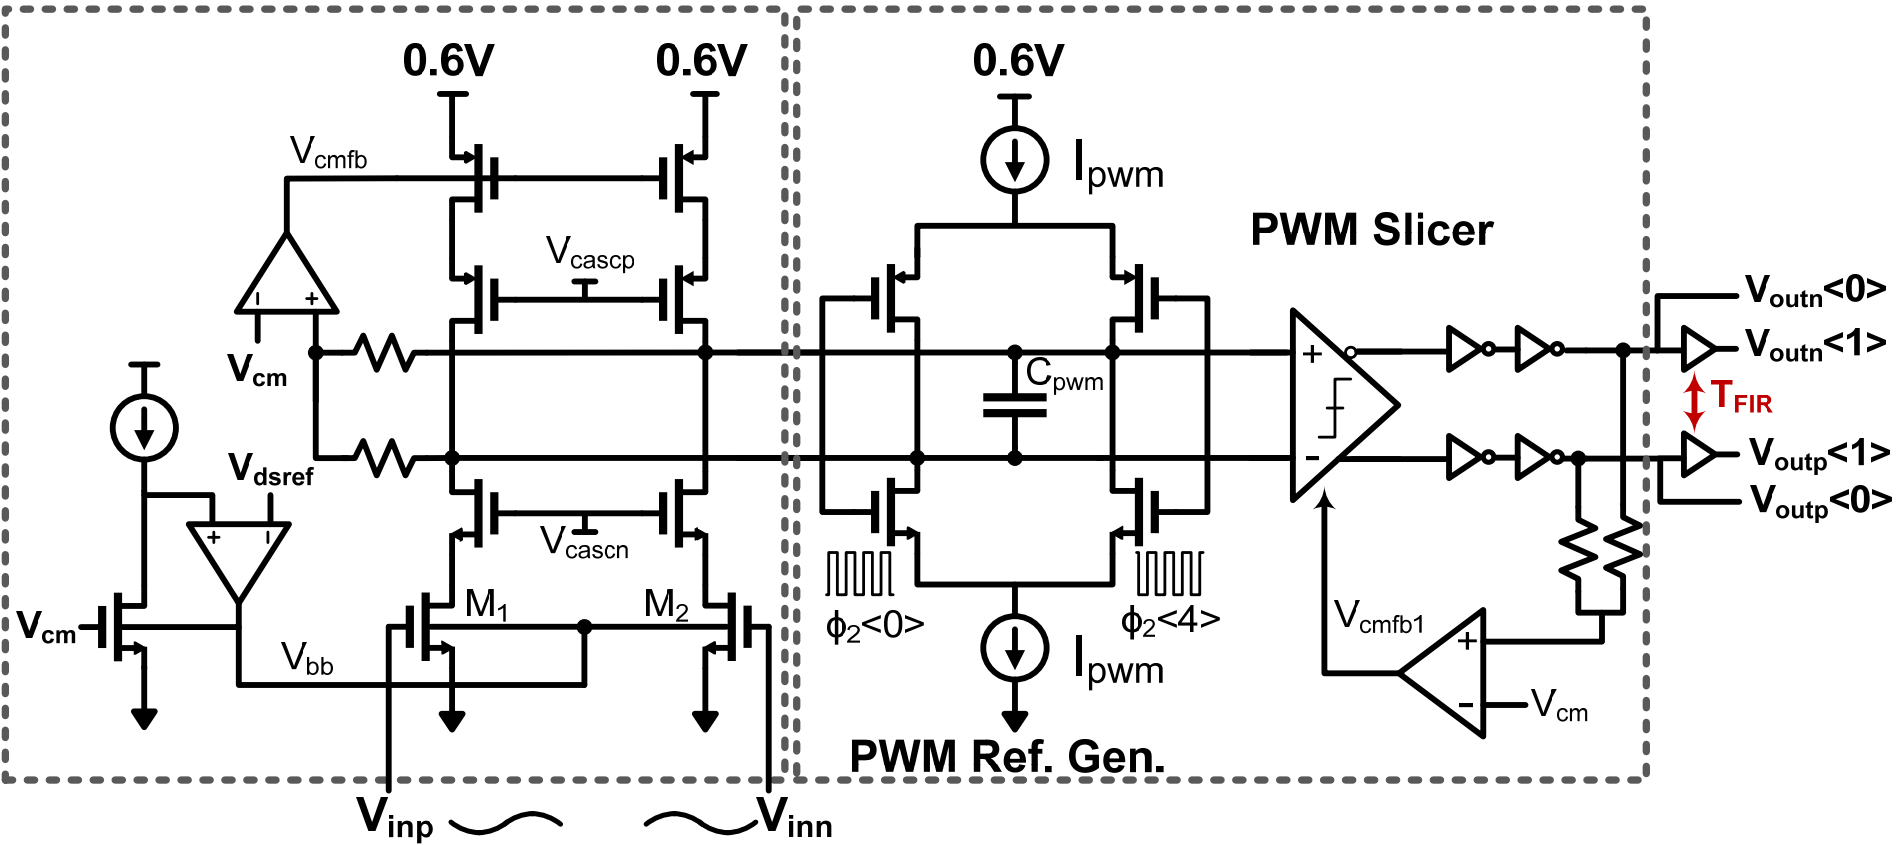 0.6V
0.6V
0.6V
Vcmfb
Ipwm
PWM Slicer
Vcascp
Voutn<0>
Voutn<1>
- +
Vcm
+
Cpwm
TFIR
Vdsref
-
Voutp<1>
Voutp<0>
+ -
Vcascn
Vcm
M1
M2
ϕ2<0>
ϕ2<4>
Vcmfb1
+
Vbb
Ipwm
-
Vcm
PWM Ref. Gen.
Vinp
Vinn